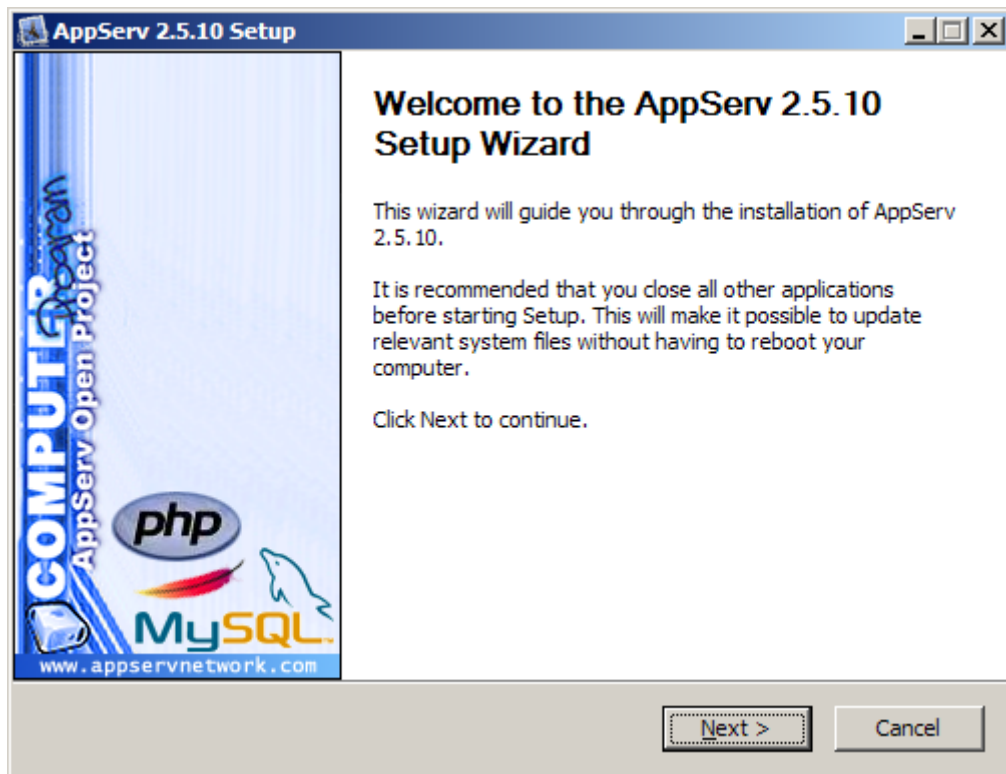 AppServ 2.5.10 Setup
Welcome to the AppServ 2.5.10
Setup Wizard
This wizard will guide you through the installation of AppServ
2.5.10.
It is recommended that you close all other applications
before starting Setup. This will make it possible to update
relevant system files without having to reboot your
computer.
Click Next to continue.
COMPUTER
Program
AppServ Open Project
php
MySQL
www.appservnetwork.com
Next >
Cancel